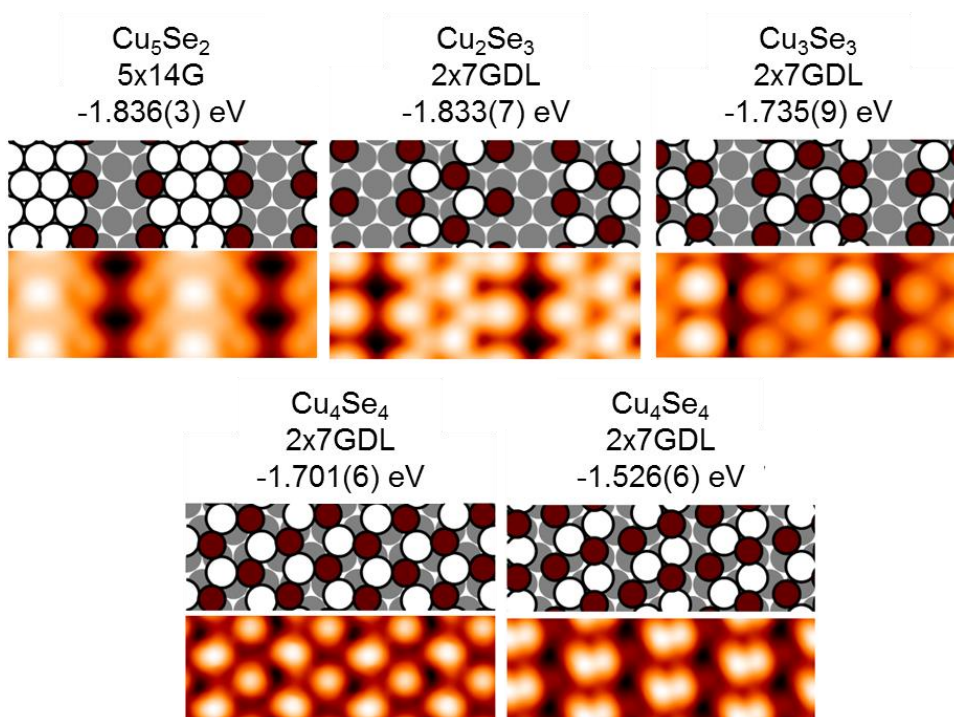 Cu₅Se₂
5x14G
-1.836(3) eV
Cu₂Se₃
2x7GDL
-1.833(7) eV
Cu₃Se₃
2x7GDL
-1.735(9) eV
Cu₄Se₄
2x7GDL
-1.701(6) eV
Cu₄Se₄
2x7GDL
-1.526(6) eV